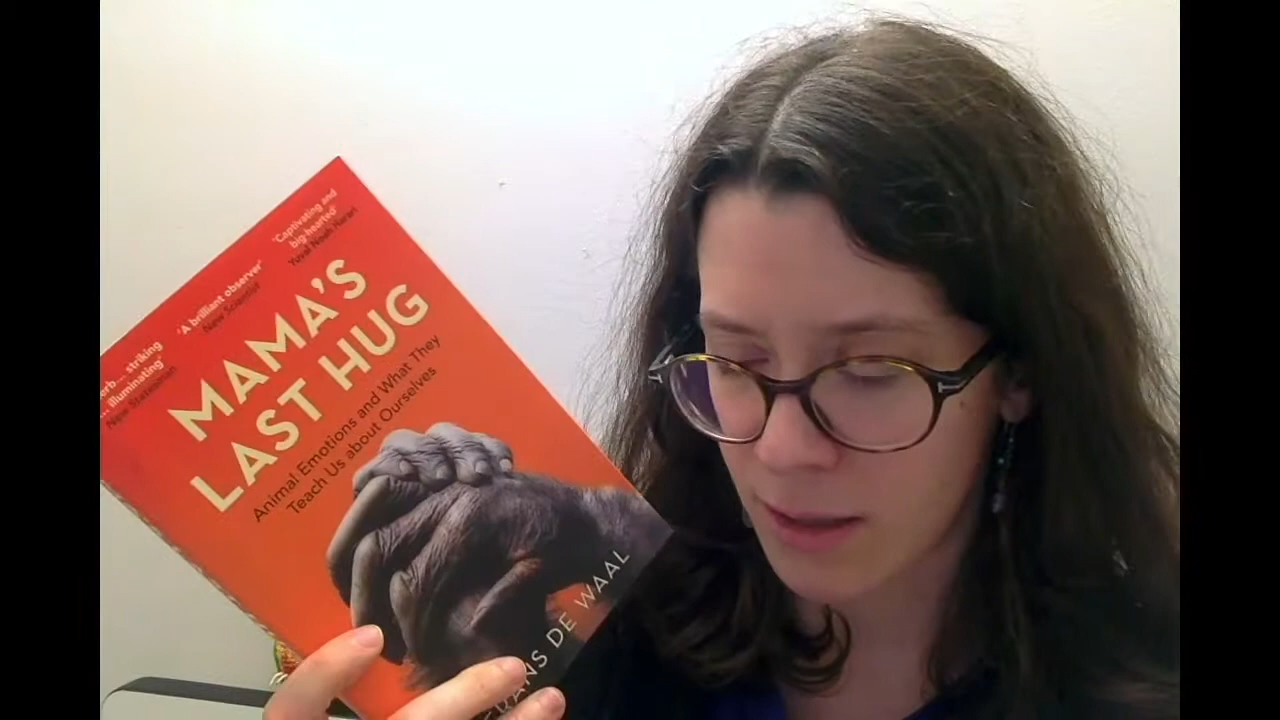 'Captivating and
big-hearted'
Yuval Noah Harari
'A brilliant observer'
New Scientist
erb... striking
... illuminating'
New Statesman
MAMA'S
LAST HUG
Animal Emotions and What They
Teach Us about Ourselves
FRANS DE WAAL